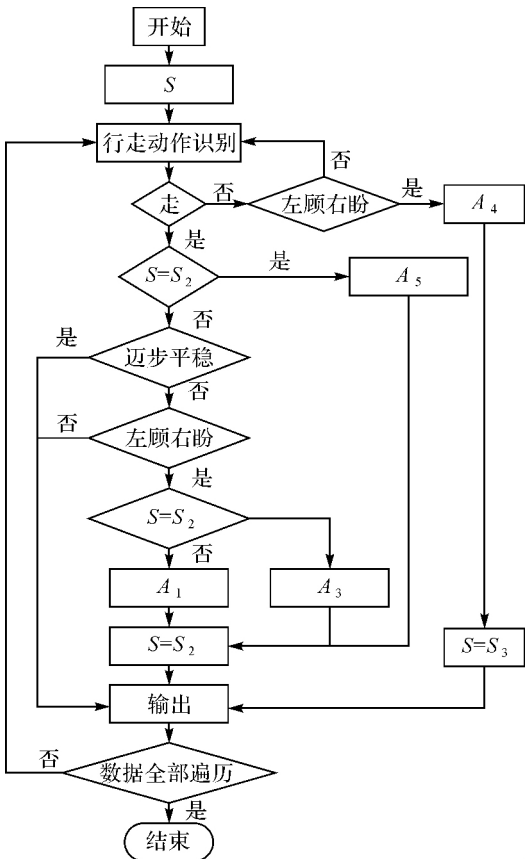 开始
S
行走动作识别
否
走
否
左顾右盼
是
A4
是
S=S2
是
A5
否
是
迈步平稳
否
否
左顾右盼
是
S=S2
否
A1
A3
S=S2
S=S3
输出
否
数据全部遍历
是
结束